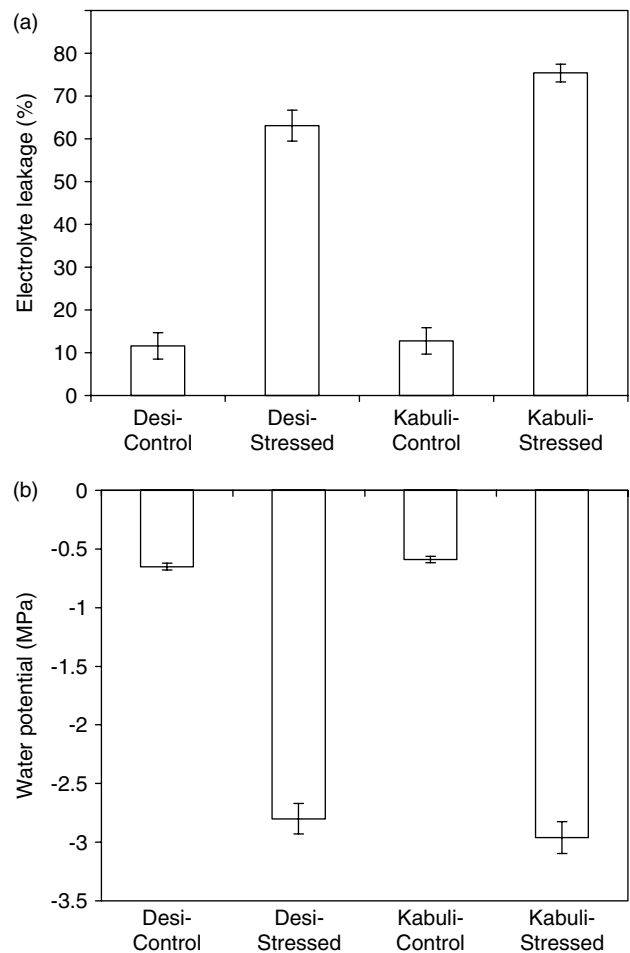 (a)
Electrolyte leakage (%)
80
70
60
50
40
30
20
10
0
Desi-
Control
Desi-
Stressed
Kabuli-
Control
Kabuli-
Stressed
(b)
Water potential (MPa)
0
-0.5
-1
-1.5
-2
-2.5
-3
-3.5
Desi-
Control
Desi-
Stressed
Kabuli-
Control
Kabuli-
Stressed